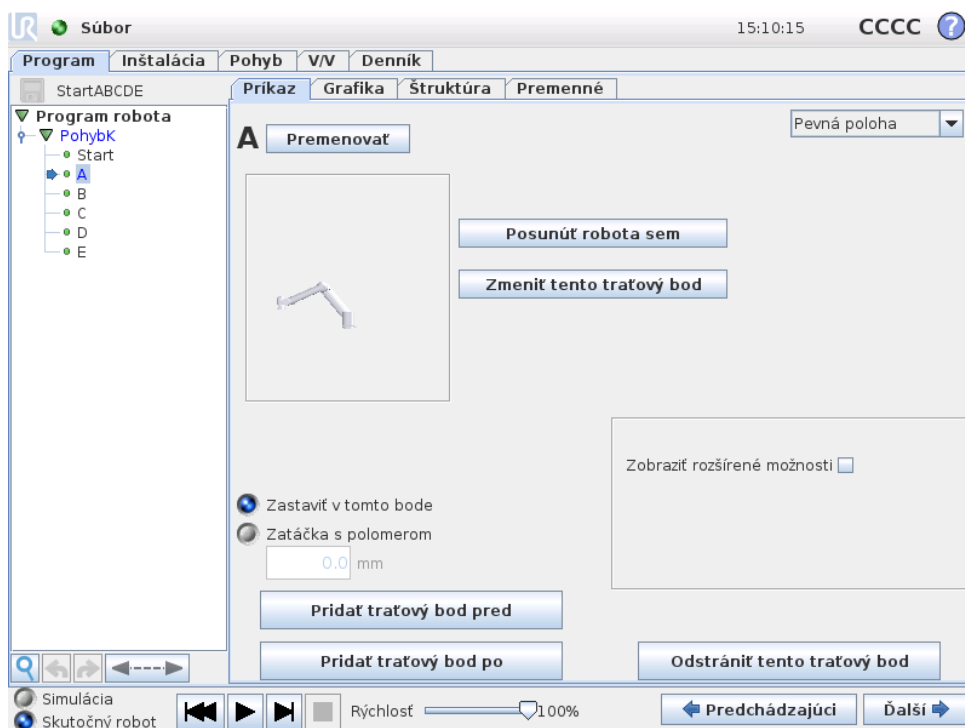 UR Súbor 15:10:15 CCCC ?
Program Inštalácia Pohyb V/V Denník
StartABCDE Príkaz Grafika Štruktúra Premenné
Program robota
PohybK
Start
A
B
C
D
E
A Premenovať Pevná poloha
Posunúť robota sem
Zmeniť tento traťový bod
Zobraziť rozšírené možnosti
Zastaviť v tomto bode
Zatáčka s polomerom
0.0 mm
Pridať traťový bod pred
Pridať traťový bod po Odstrániť tento traťový bod
Simulácia
Skutočný robot Rýchlosť 100% Predchádzajúci Ďalší